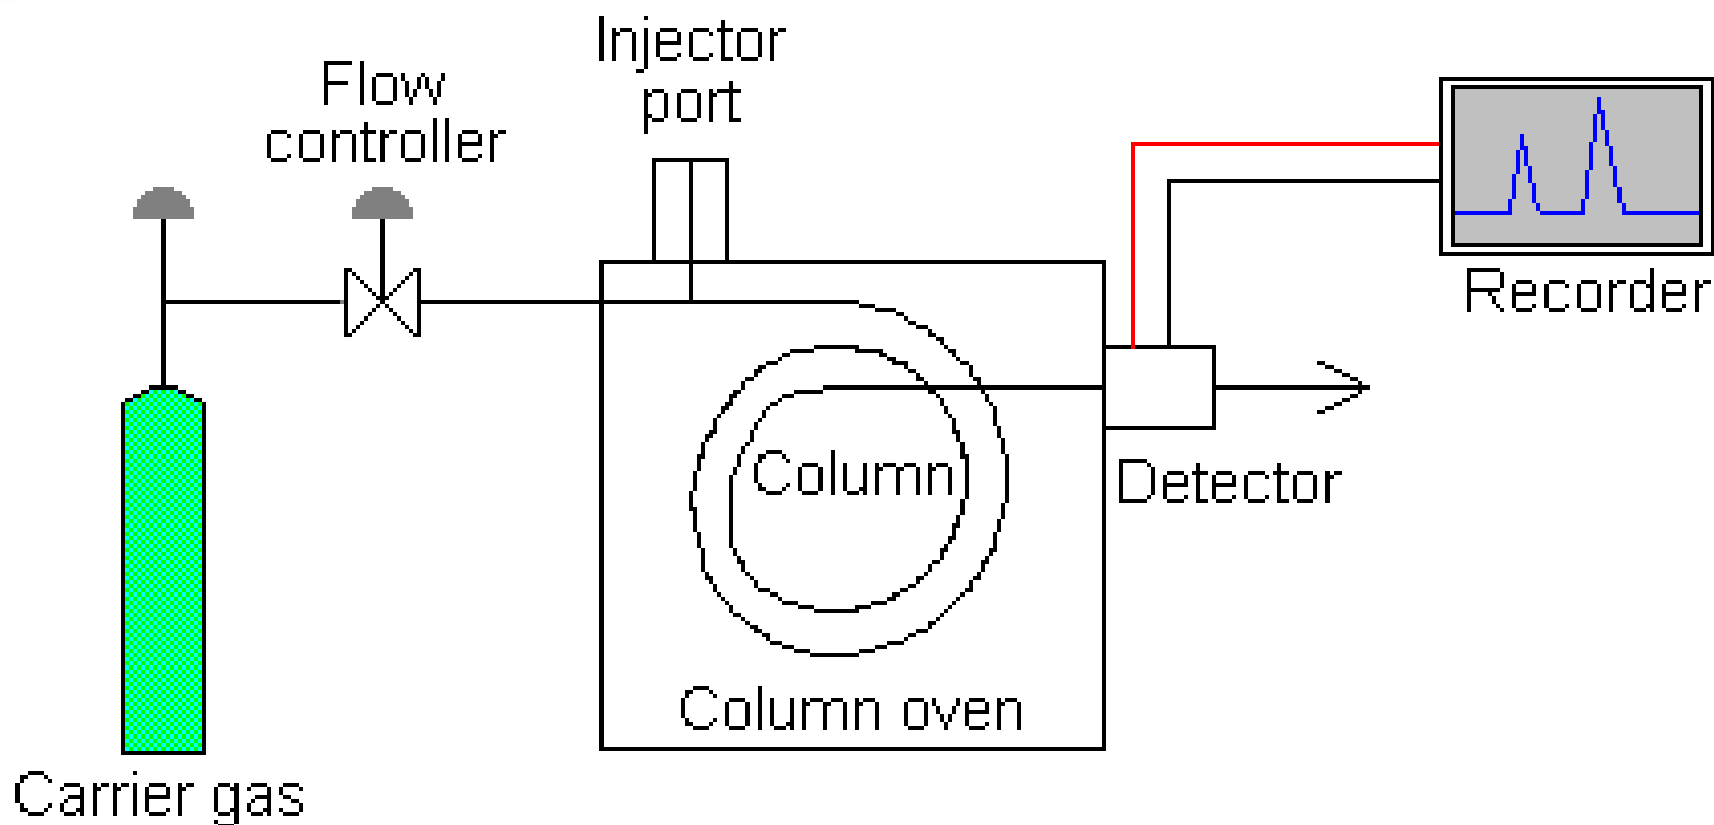 Injector
port
Flow
controller
Recorder
Column
Detector
Column oven
Carrier gas